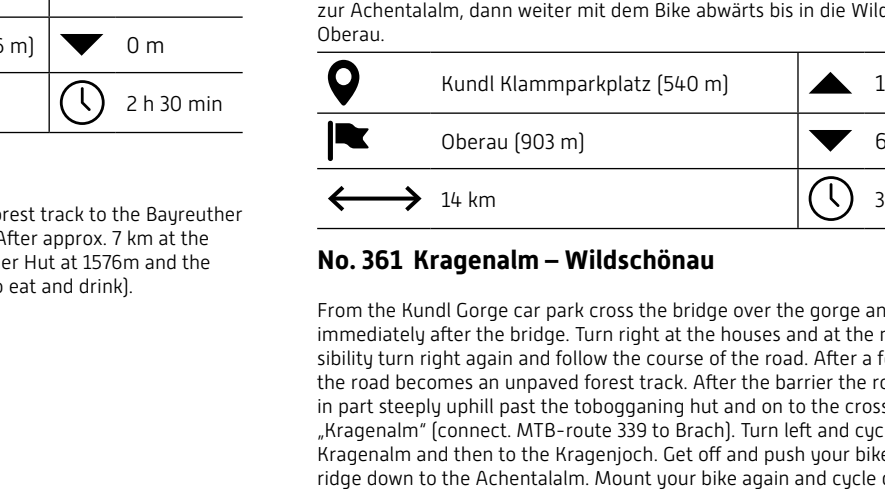 5 m) 0 m
2 h 30 min
orest track to the Bayreuther
After approx. 7 km at the
er Hut at 1576m and the
o eat and drink).
zur Achentalalm, dann weiter mit dem Bike abwärts bis in die Wild
Oberau.
Kundl Klammparkplatz (540 m) 1
Oberau (903 m) 6
14 km 3
No. 361 Kragenalm – Wildschönau
From the Kundl Gorge car park cross the bridge over the gorge an
immediately after the bridge. Turn right at the houses and at the
sibility turn right again and follow the course of the road. After a f
the road becomes an unpaved forest track. After the barrier the ro
in part steeply uphill past the tobogganing hut and on to the cross
„Kragenalm“ (connect. MTB-route 339 to Brach). Turn left and cyc
Kragenalm and then to the Kragenjoch. Get off and push your bike
ridge down to the Achentalalm. Mount your bike again and cycle